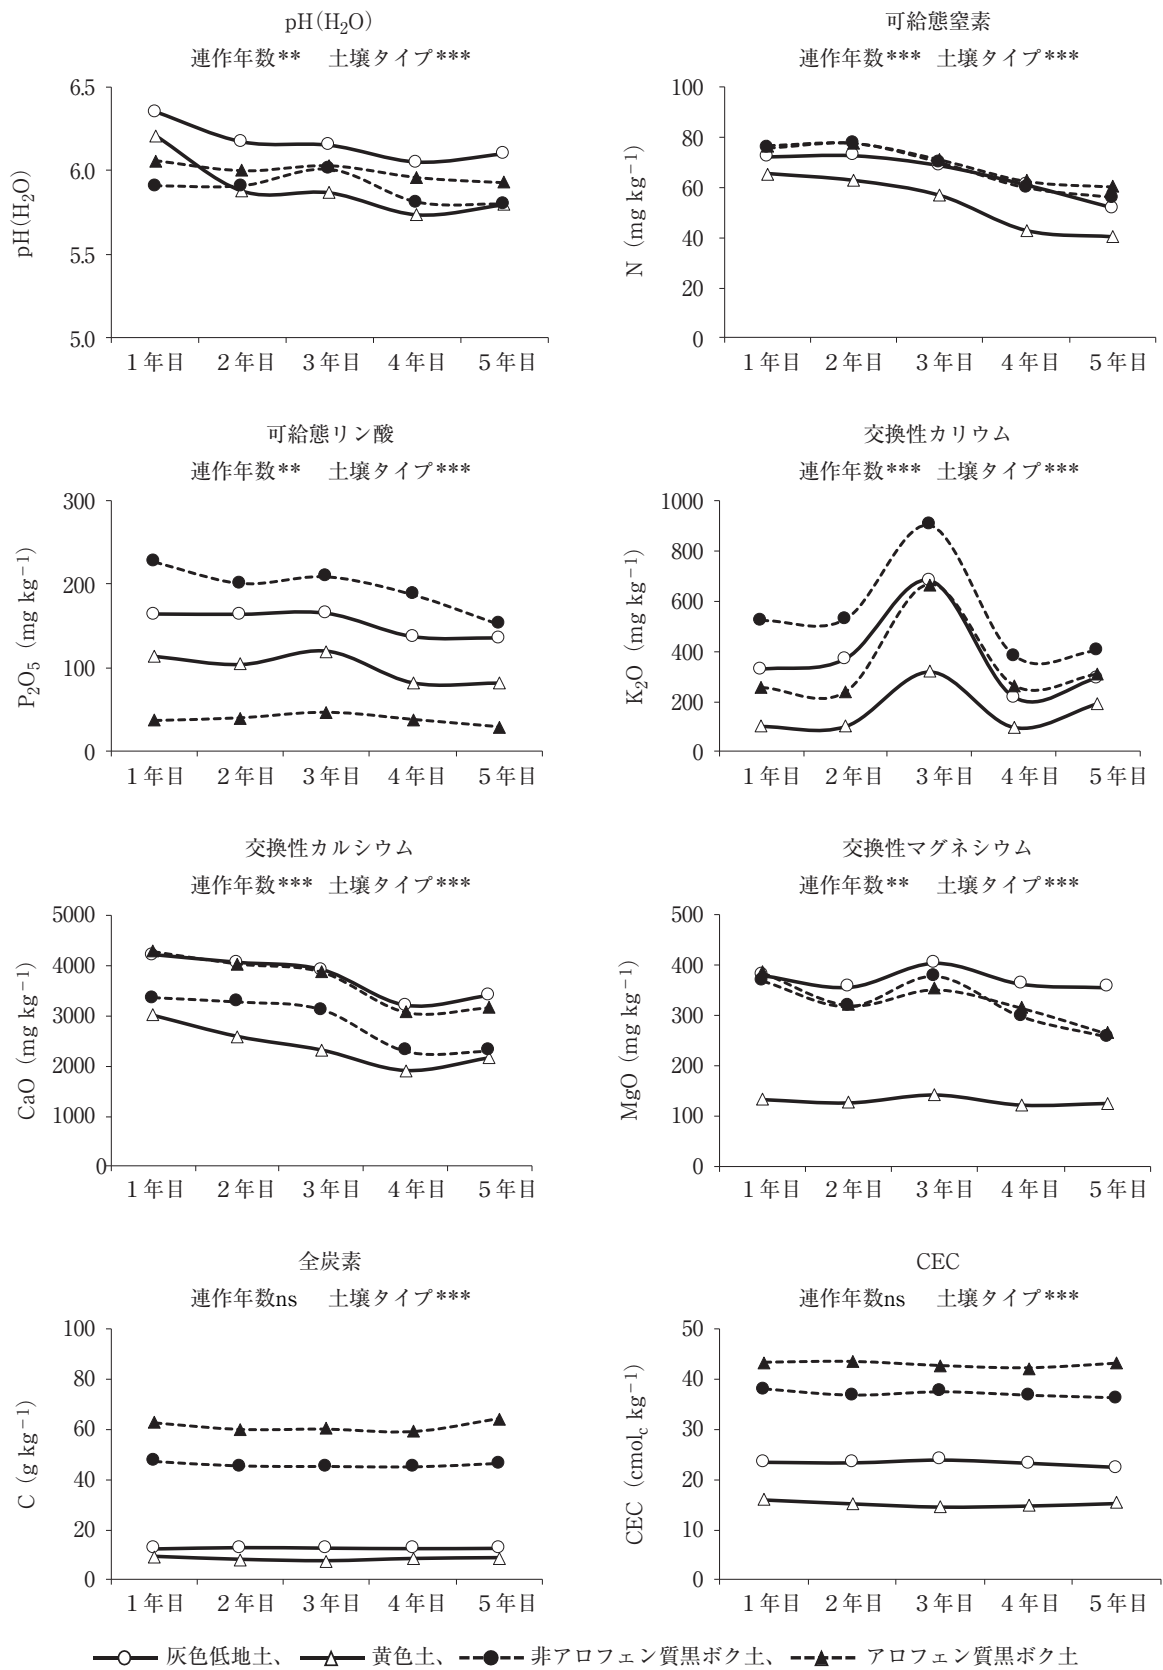 pH(H₂O)
連作年数** 土壌タイプ***
6.5
6.0
5.5
5.0
pH(H₂O)
1年目 2年目 3年目 4年目 5年目
可給態窒素
連作年数*** 土壌タイプ***
100
80
60
40
20
0
N (mg kg⁻¹)
1年目 2年目 3年目 4年目 5年目
可給態リン酸
連作年数** 土壌タイプ***
300
200
100
0
P₂O₅ (mg kg⁻¹)
1年目 2年目 3年目 4年目 5年目
交換性カリウム
連作年数*** 土壌タイプ***
1000
800
600
400
200
0
K₂O (mg kg⁻¹)
1年目 2年目 3年目 4年目 5年目
交換性カルシウム
連作年数*** 土壌タイプ***
5000
4000
3000
2000
1000
0
CaO (mg kg⁻¹)
1年目 2年目 3年目 4年目 5年目
交換性マグネシウム
連作年数** 土壌タイプ***
500
400
300
200
100
0
MgO (mg kg⁻¹)
1年目 2年目 3年目 4年目 5年目
全炭素
連作年数ns 土壌タイプ***
100
80
60
40
20
0
C (g kg⁻¹)
1年目 2年目 3年目 4年目 5年目
CEC
連作年数ns 土壌タイプ***
50
40
30
20
10
0
CEC (cmol꜀ kg⁻¹)
1年目 2年目 3年目 4年目 5年目
灰色低地土、 黄色土、 非アロフェン質黒ボク土、 アロフェン質黒ボク土